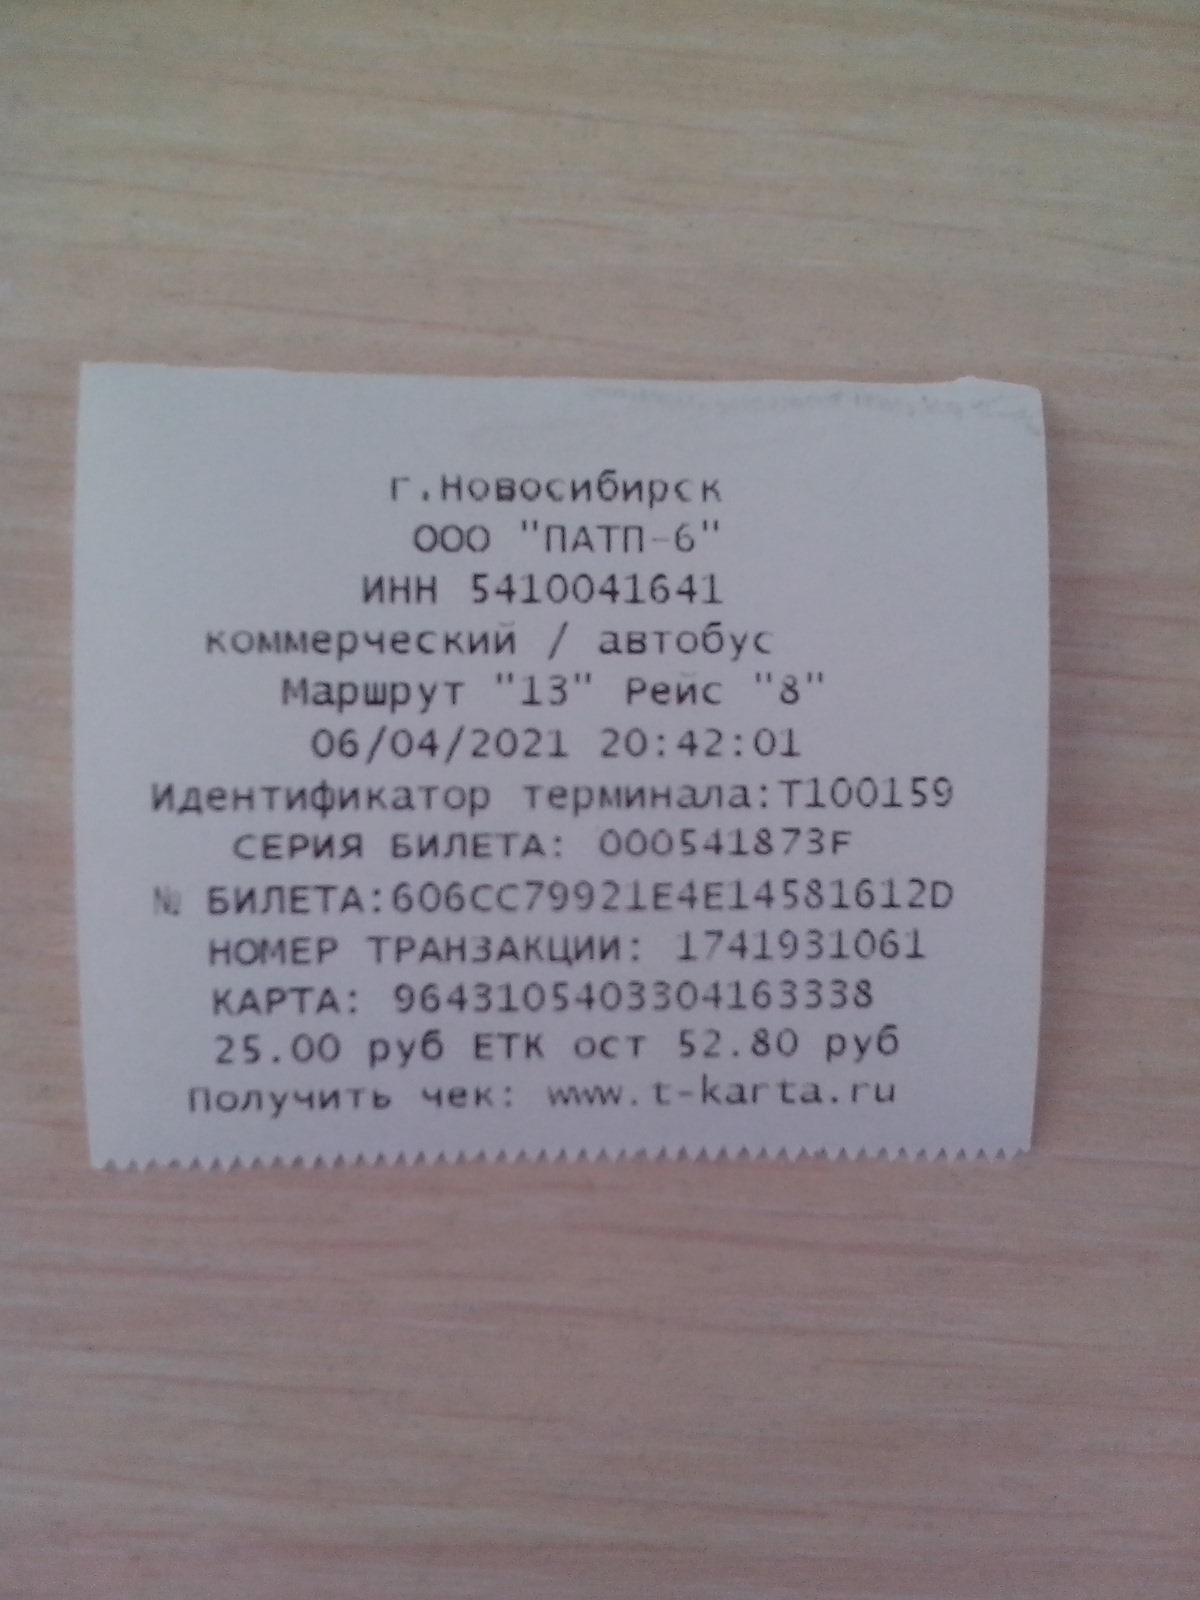 г.Новосибирск
ООО "ПАТП-6"
ИНН 5410041641
коммерческий / автобус
Маршрут "13" Рейс "8"
06/04/2021 20:42:01
Идентификатор терминала:T100159
СЕРИЯ БИЛЕТА: 000541873F
№ БИЛЕТА:606CC79921E4E14581612D
НОМЕР ТРАНЗАКЦИИ: 1741931061
КАРТА: 9643105403304163338
25.00 руб ЕТК ост 52.80 руб
Получить чек: www.t-karta.ru